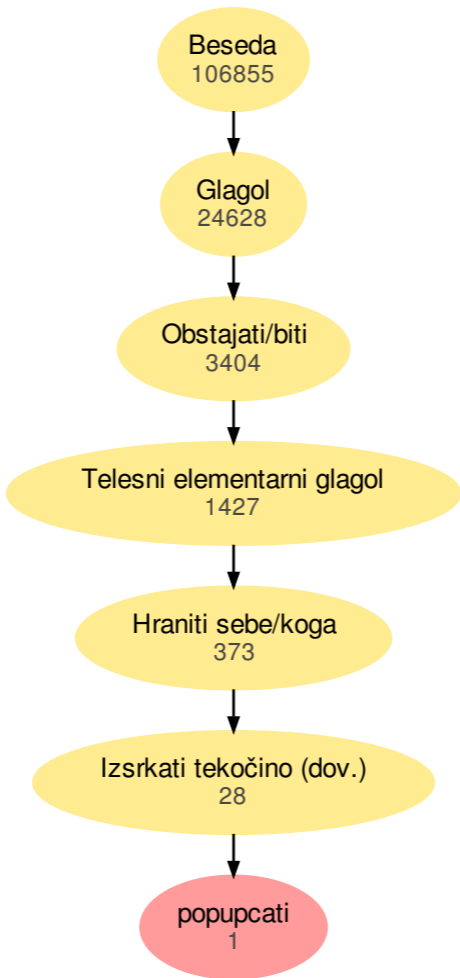 Beseda
106855
Glagol
24628
Obstajati/biti
3404
Telesni elementarni glagol
1427
Hraniti sebe/koga
373
Izsrkati tekočino (dov.)
28
popupcati
1